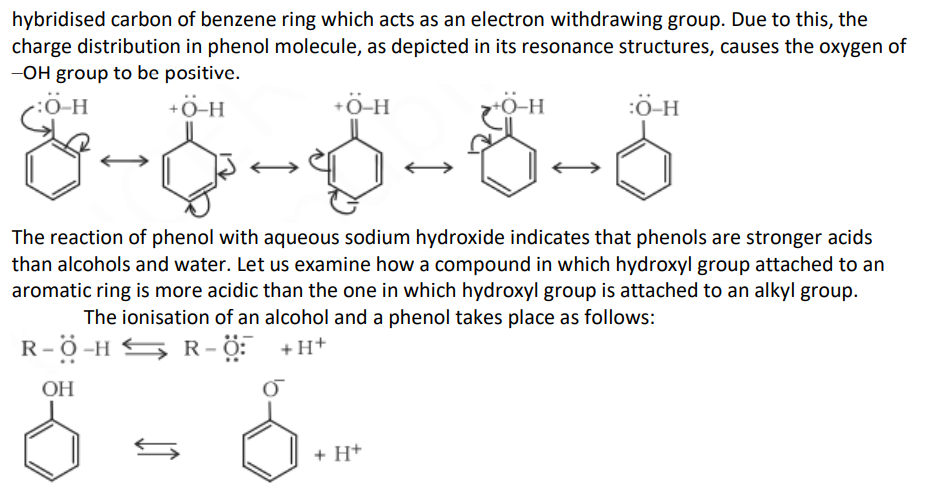 hybridised carbon of benzene ring which acts as an electron withdrawing group. Due to this, the
charge distribution in phenol molecule, as depicted in its resonance structures, causes the oxygen of
–OH group to be positive.
:Ö–H +Ö–H +Ö–H +Ö–H :Ö–H
The reaction of phenol with aqueous sodium hydroxide indicates that phenols are stronger acids
than alcohols and water. Let us examine how a compound in which hydroxyl group attached to an
aromatic ring is more acidic than the one in which hydroxyl group is attached to an alkyl group.
The ionisation of an alcohol and a phenol takes place as follows:
R – Ö – H ⇆ R – Ö:⁻ + H⁺
OH O⁻
⇆ + H⁺